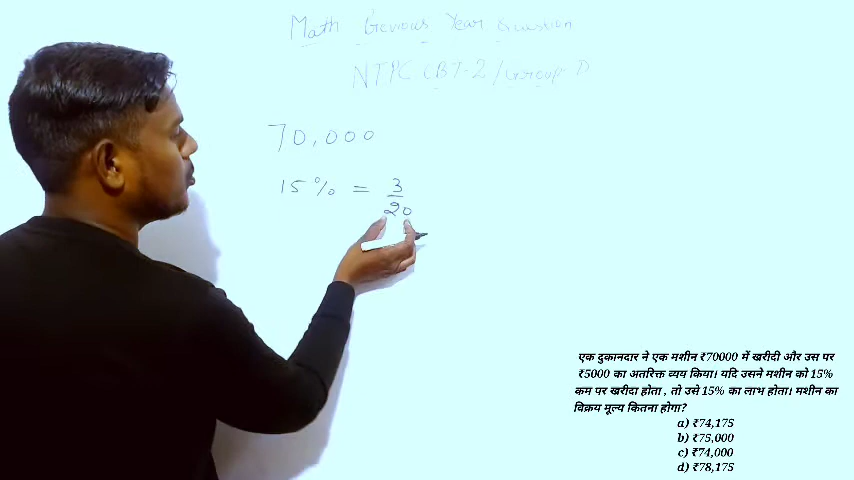 Math Previous Year Question
NTPC CBT-2 / Group D
70,000
15% = 3/20
एक दुकानदार ने एक मशीन ₹70000 में खरीदी और उस पर
₹5000 का अतरिक्त व्यय किया। यदि उसने मशीन को 15%
कम पर खरीदा होता , तो उसे 15% का लाभ होता। मशीन का
विक्रय मूल्य कितना होगा?
a) ₹74,175
b) ₹75,000
c) ₹74,000
d) ₹78,175